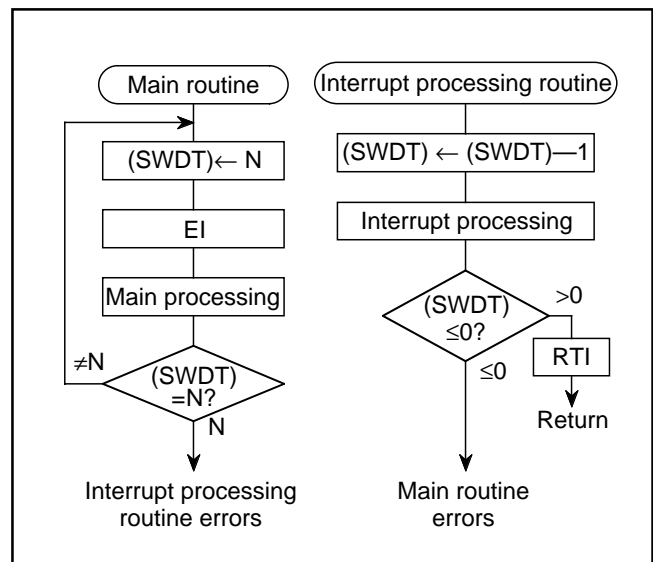 Main routine
(SWDT)← N
EI
Main processing
≠N
(SWDT)
=N?
N
Interrupt processing
routine errors
Interrupt processing routine
(SWDT) ← (SWDT)—1
Interrupt processing
(SWDT)
≤0?
>0
RTI
Return
≤0
Main routine
errors